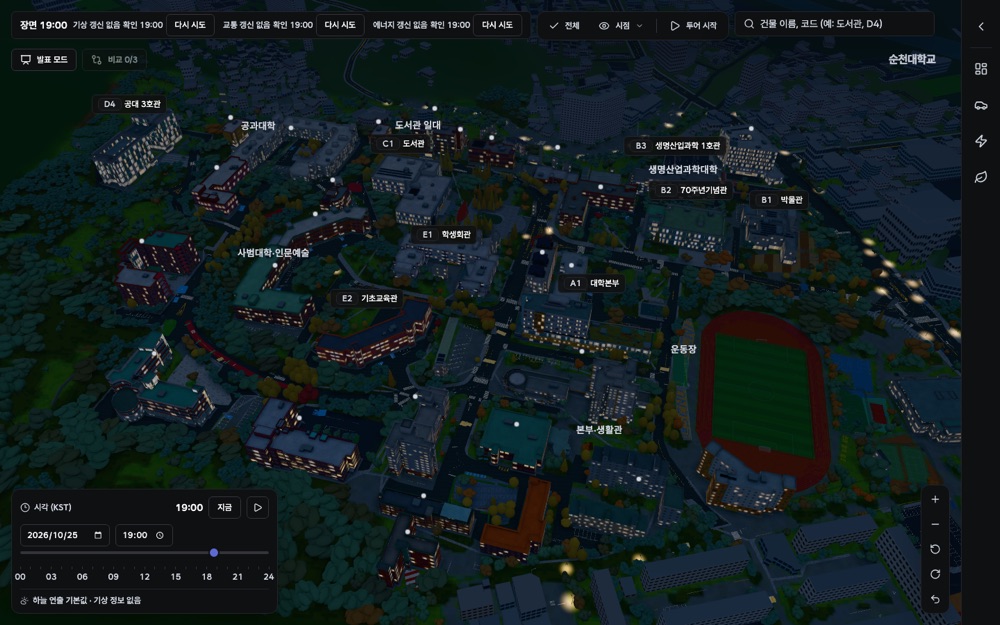 장면 19:00 기상 갱신 없음 확인 19:00 다시 시도 교통 갱신 없음 확인 19:00 다시 시도 에너지 갱신 없음 확인 19:00 다시 시도 전체 시점 투어 시작 건물 이름, 코드 (예: 도서관, D4)
발표 모드 비교 0/3 순천대학교
D4 공대 3호관
공과대학 도서관 일대
C1 도서관 B3 생명산업과학 1호관
생명산업과학대학
B2 70주년기념관
B1 박물관
E1 학생회관
사범대학·인문예술
A1 대학본부
E2 기초교육관
운동장
본부·생활관
시각 (KST) 19:00 지금
2026/10/25 19:00
00 03 06 09 12 15 18 21 24
하늘 연출 기본값 · 기상 정보 없음